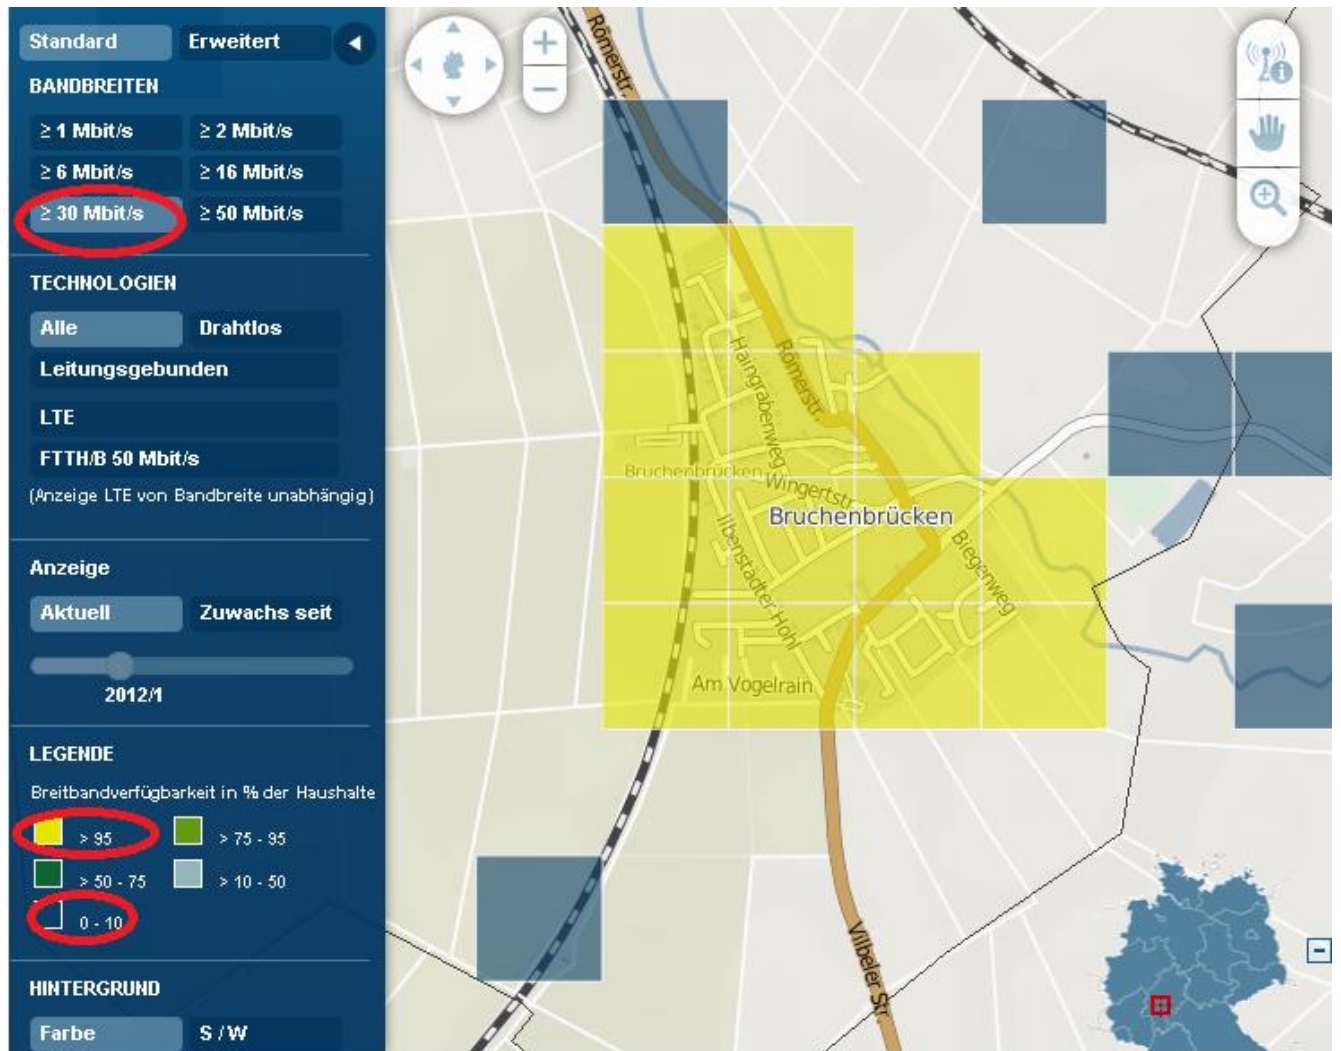 Standard Erweitert
BANDBREITEN
≥ 1 Mbit/s ≥ 2 Mbit/s
≥ 6 Mbit/s ≥ 16 Mbit/s
≥ 30 Mbit/s ≥ 50 Mbit/s
TECHNOLOGIEN
Alle Drahtlos
Leitungsgebunden
LTE
FTTH/B 50 Mbit/s
(Anzeige LTE von Bandbreite unabhängig)
Anzeige
Aktuell Zuwachs seit
2012/1
LEGENDE
Breitbandverfügbarkeit in % der Haushalte
> 95 > 75 - 95
> 50 - 75 > 10 - 50
0 - 10
HINTERGRUND
Farbe S / W
Römerstr.
Römerstr.
Haingrabenweg
Bruchenbrücken
Wingertstr.
Bruchenbrücken
Ilbenstädter Hohl
Biegenweg
Am Vogelrain
Vilbeler Str.